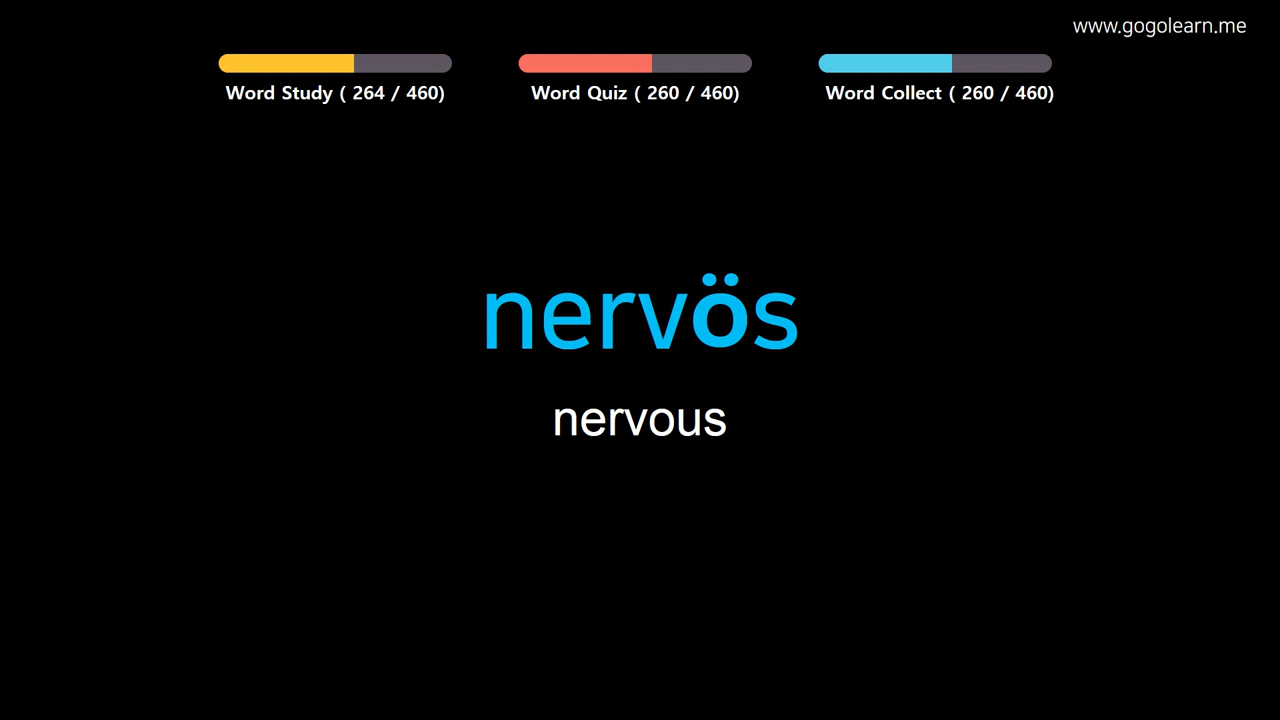 www.gogolearn.me
Word Study ( 264 / 460)
Word Quiz ( 260 / 460)
Word Collect ( 260 / 460)
nervös
nervous